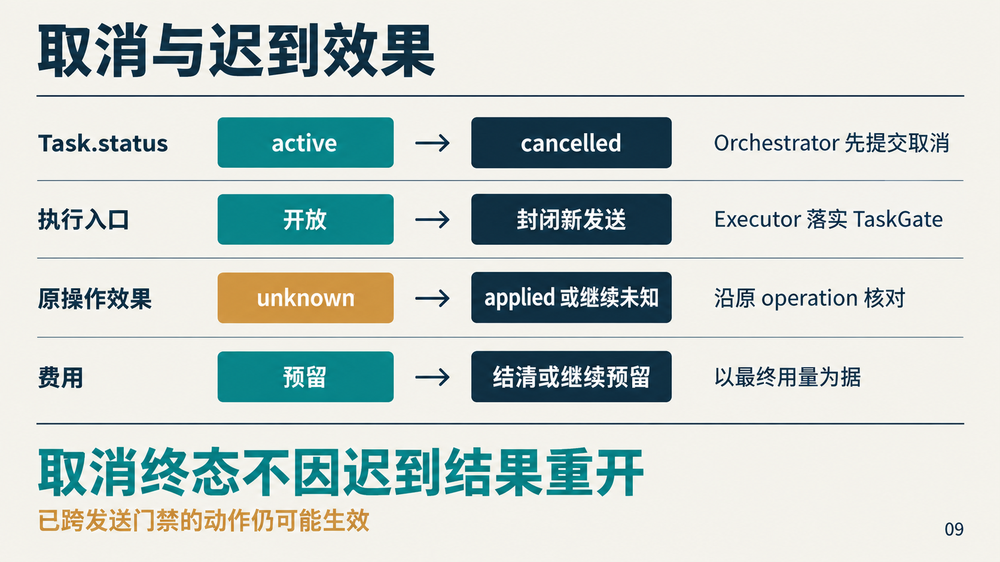 取消与迟到效果
Task.status active → cancelled Orchestrator 先提交取消
执行入口 开放 → 封闭新发送 Executor 落实 TaskGate
原操作效果 unknown → applied 或继续未知 沿原 operation 核对
费用 预留 → 结清或继续预留 以最终用量为据
取消终态不因迟到结果重开
已跨发送门禁的动作仍可能生效
09